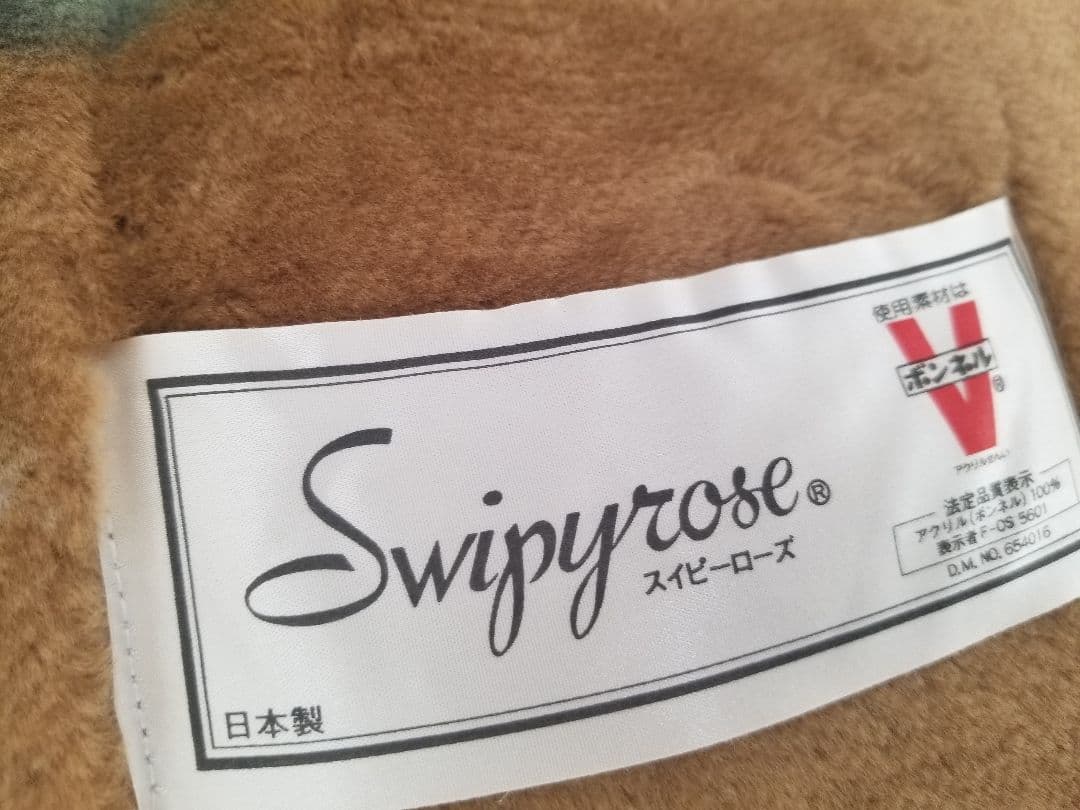 使用素材は
V
ボンネル®
アクリルせんい
Swipyrose®
スイピーローズ
法定品質表示
アクリル(ボンネル)100%
表示者F-OS 5601
D.M. NO. 654016
日本製